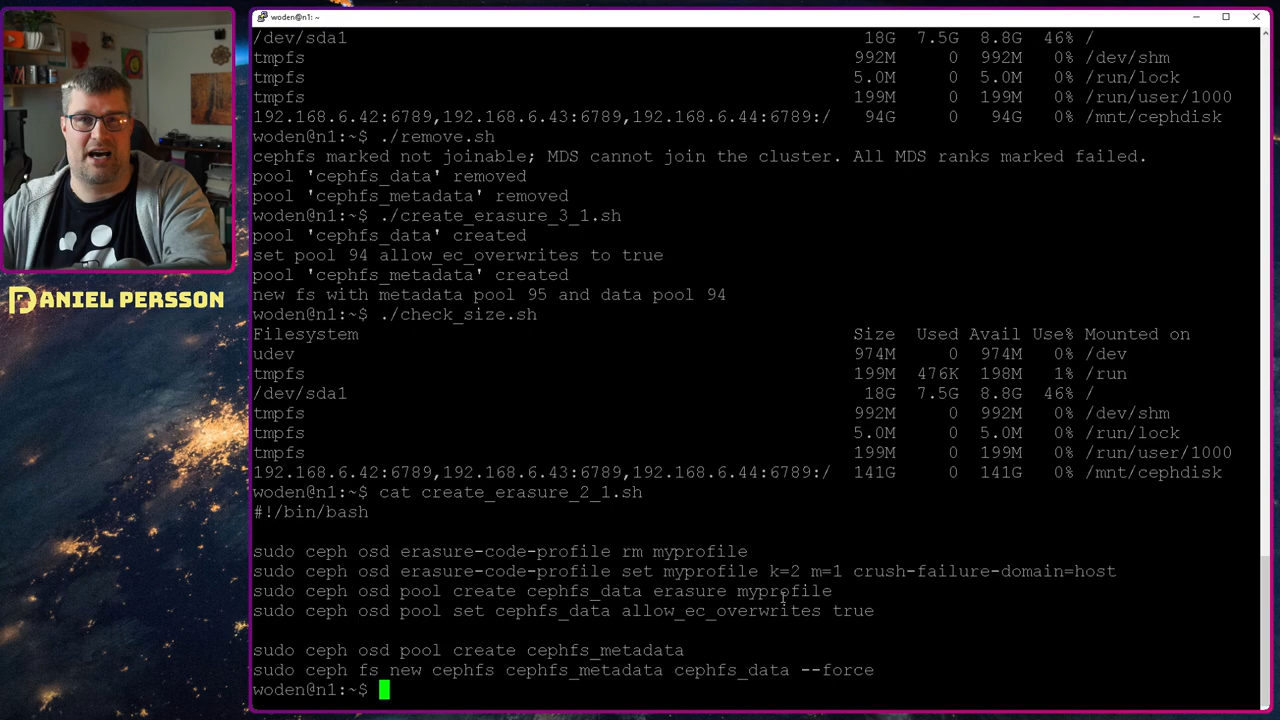 woden@n1: ~
/dev/sda1 18G 7.5G 8.8G 46% /
tmpfs 992M 0 992M 0% /dev/shm
tmpfs 5.0M 0 5.0M 0% /run/lock
tmpfs 199M 0 199M 0% /run/user/1000
192.168.6.42:6789,192.168.6.43:6789,192.168.6.44:6789:/ 94G 0 94G 0% /mnt/cephdisk
woden@n1:~$ ./remove.sh
cephfs marked not joinable; MDS cannot join the cluster. All MDS ranks marked failed.
pool 'cephfs_data' removed
pool 'cephfs_metadata' removed
woden@n1:~$ ./create_erasure_3_1.sh
pool 'cephfs_data' created
set pool 94 allow_ec_overwrites to true
pool 'cephfs_metadata' created
new fs with metadata pool 95 and data pool 94
woden@n1:~$ ./check_size.sh
Filesystem Size Used Avail Use% Mounted on
udev 974M 0 974M 0% /dev
tmpfs 199M 476K 198M 1% /run
/dev/sda1 18G 7.5G 8.8G 46% /
tmpfs 992M 0 992M 0% /dev/shm
tmpfs 5.0M 0 5.0M 0% /run/lock
tmpfs 199M 0 199M 0% /run/user/1000
192.168.6.42:6789,192.168.6.43:6789,192.168.6.44:6789:/ 141G 0 141G 0% /mnt/cephdisk
woden@n1:~$ cat create_erasure_2_1.sh
#!/bin/bash
sudo ceph osd erasure-code-profile rm myprofile
sudo ceph osd erasure-code-profile set myprofile k=2 m=1 crush-failure-domain=host
sudo ceph osd pool create cephfs_data erasure myprofile
sudo ceph osd pool set cephfs_data allow_ec_overwrites true
sudo ceph osd pool create cephfs_metadata
sudo ceph fs new cephfs cephfs_metadata cephfs_data --force
woden@n1:~$
DANIEL PERSSON